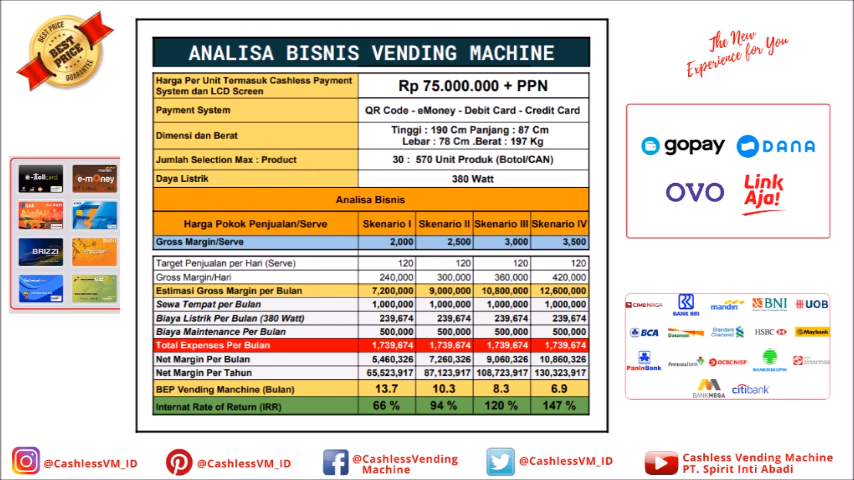 BEST PRICE
BEST PRICE
GUARANTEE
ANALISA BISNIS VENDING MACHINE
Harga Per Unit Termasuk Cashless Payment System dan LCD Screen
Rp 75.000.000 + PPN
Payment System
QR Code - eMoney - Debit Card - Credit Card
Dimensi dan Berat
Tinggi : 190 Cm Panjang : 87 Cm
Lebar : 78 Cm .Berat : 197 Kg
Jumlah Selection Max : Product
30 : 570 Unit Produk (Botol/CAN)
Daya Listrik
380 Watt
Analisa Bisnis
Harga Pokok Penjualan/Serve Skenario I Skenario II Skenario III Skenario IV
Gross Margin/Serve 2,000 2,500 3,000 3,500
Target Penjualan per Hari (Serve) 120 120 120 120
Gross Margin/Hari 240,000 300,000 360,000 420,000
Estimasi Gross Margin per Bulan 7,200,000 9,000,000 10,800,000 12,600,000
Sewa Tempat per Bulan 1,000,000 1,000,000 1,000,000 1,000,000
Biaya Listrik Per Bulan (380 Watt) 239,674 239,674 239,674 239,674
Biaya Maintenance Per Bulan 500,000 500,000 500,000 500,000
Total Expenses Per Bulan 1,739,674 1,739,674 1,739,674 1,739,674
Net Margin Per Bulan 5,460,326 7,260,326 9,060,326 10,860,326
Net Margin Per Tahun 65,523,917 87,123,917 108,723,917 130,323,917
BEP Vending Manchine (Bulan) 13.7 10.3 8.3 6.9
Internat Rate of Return (IRR) 66 % 94 % 120 % 147 %
The New
Experience for You
gopay DANA
OVO Link
Aja!
e-Tollcard e-money
BRIZZI
CIMB NIAGA BANK BRI mandiri BNI UOB
BCA Danamon Standard Chartered HSBC Maybank
PaninBank PermataBank OCBC NISP
BANK MEGA citibank
@CashlessVM_ID
@CashlessVM_ID
@CashlessVending
Machine
@CashlessVM_ID
Cashless Vending Machine
PT. Spirit Inti Abadi